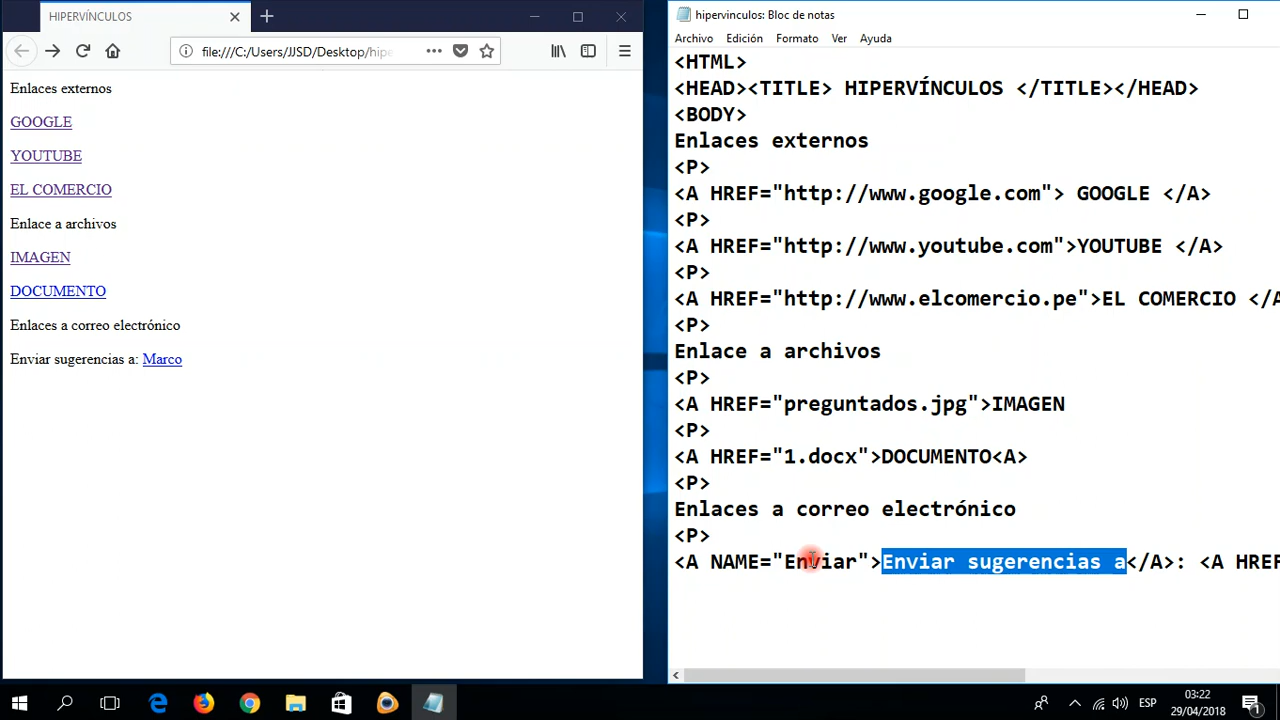 HIPERVÍNCULOS
file:///C:/Users/JJSD/Desktop/hipe
Enlaces externos
GOOGLE
YOUTUBE
EL COMERCIO
Enlace a archivos
IMAGEN
DOCUMENTO
Enlaces a correo electrónico
Enviar sugerencias a: Marco
hipervinculos: Bloc de notas
Archivo Edición Formato Ver Ayuda
<HTML>
<HEAD><TITLE> HIPERVÍNCULOS </TITLE></HEAD>
<BODY>
Enlaces externos
<P>
<A HREF="http://www.google.com"> GOOGLE </A>
<P>
<A HREF="http://www.youtube.com">YOUTUBE </A>
<P>
<A HREF="http://www.elcomercio.pe">EL COMERCIO </A
<P>
Enlace a archivos
<P>
<A HREF="preguntados.jpg">IMAGEN
<P>
<A HREF="1.docx">DOCUMENTO<A>
<P>
Enlaces a correo electrónico
<P>
<A NAME="Enviar">Enviar sugerencias a</A>: <A HREF
ESP
03:22
29/04/2018
1